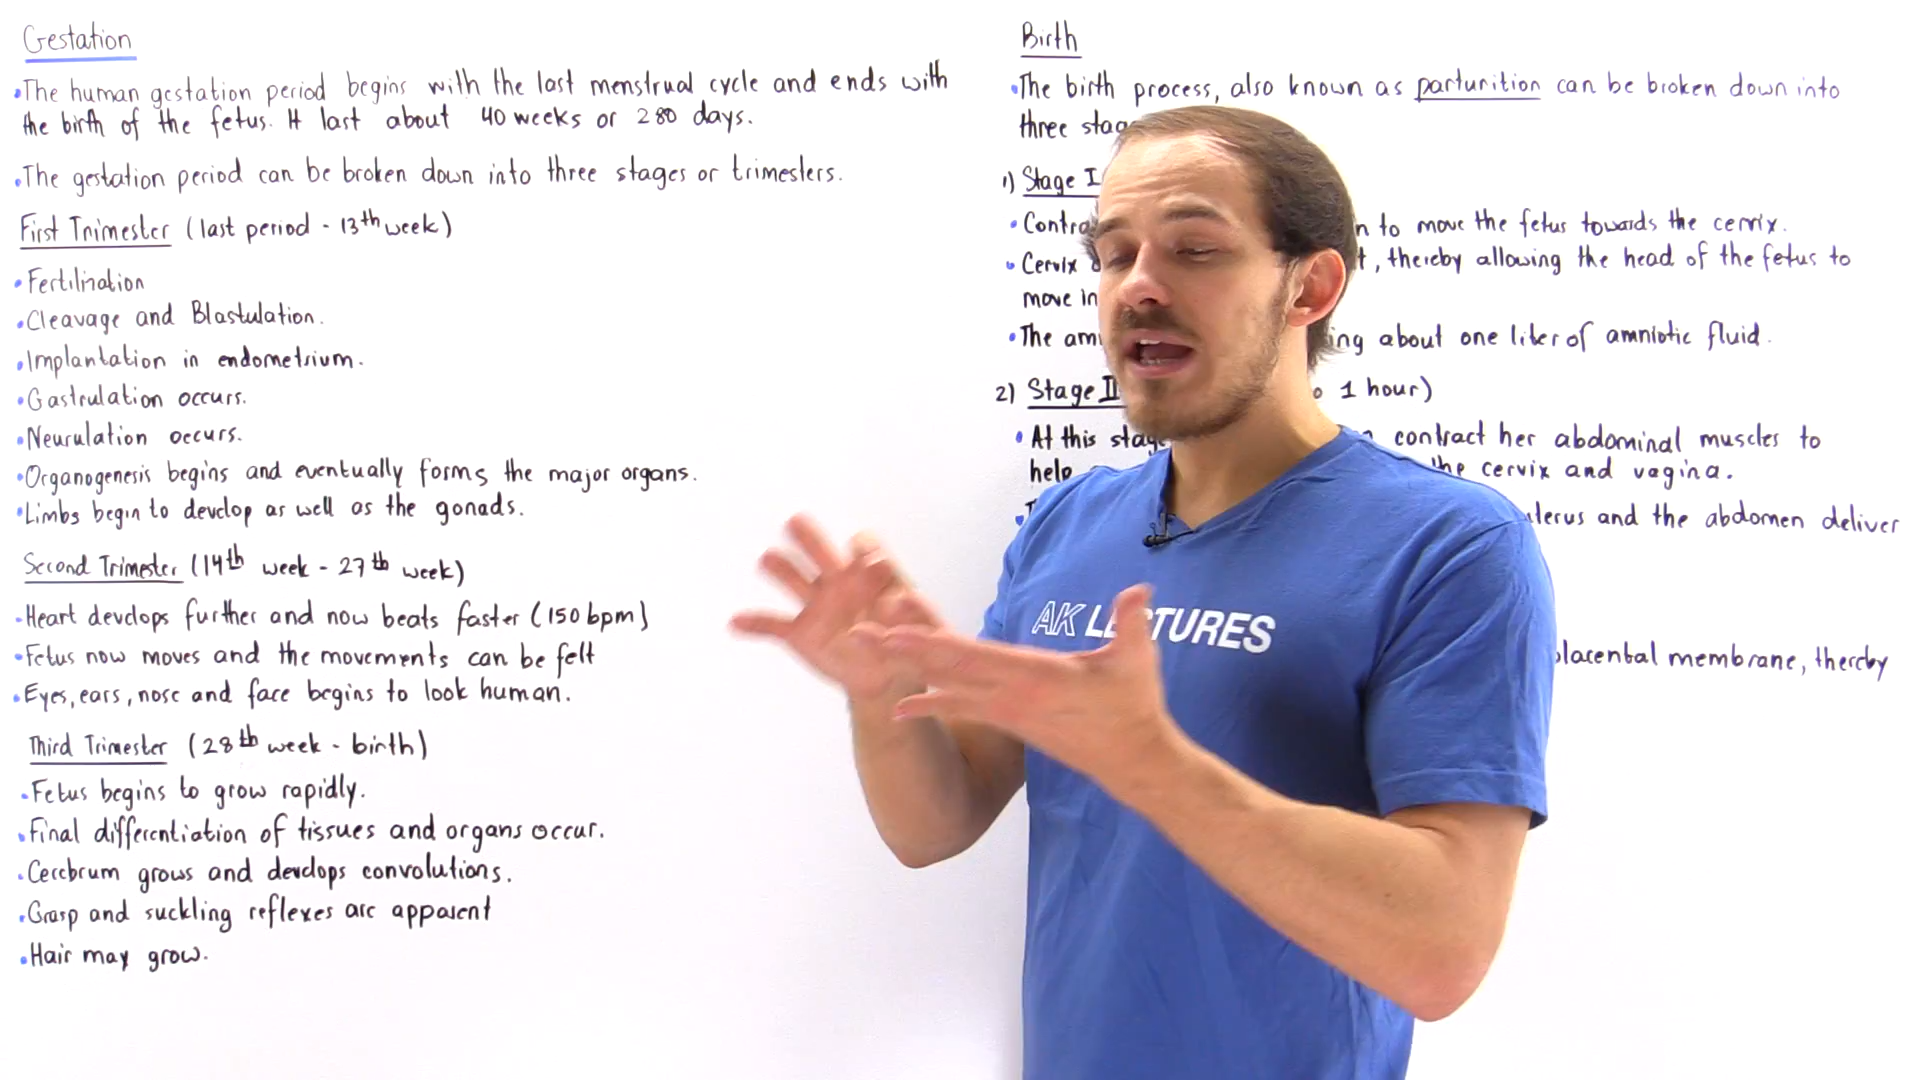 Gestation
•The human gestation period begins with the last menstrual cycle and ends with
the birth of the fetus. It last about 40 weeks or 280 days.
•The gestation period can be broken down into three stages or trimesters.
First Trimester (last period - 13th week)
•Fertilization
•Cleavage and Blastulation.
•Implantation in endometrium.
•Gastrulation occurs.
•Neurulation occurs.
•Organogenesis begins and eventually forms the major organs.
•Limbs begin to develop as well as the gonads.
Second Trimester (14th week - 27th week)
•Heart develops further and now beats faster (150 bpm)
•Fetus now moves and the movements can be felt
•Eyes, ears, nose and face begins to look human.
Third Trimester (28th week - birth)
•Fetus begins to grow rapidly.
•Final differentiation of tissues and organs occur.
•Cerebrum grows and develops convolutions.
•Grasp and suckling reflexes are apparent
•Hair may grow.
Birth
•The birth process, also known as parturition can be broken down into
three
1) Stage I
• to move the fetus towards the cervix.
•Cervix , thereby allowing the head of the fetus to
move
•The about one liter of amniotic fluid.
2) Stage II 1 hour)
•At this contract her abdominal muscles to
help the cervix and vagina.
• and the abdomen deliver
membrane, thereby
AK LECTURES